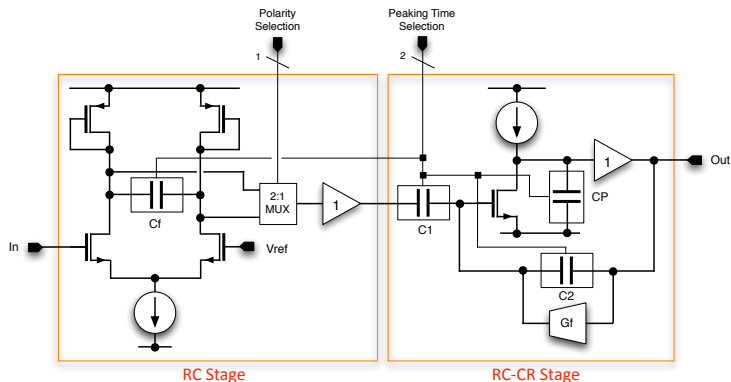 Polarity
Selection
1
Peaking Time
Selection
2
Cf
2:1
MUX
1
C1
1
CP
Out
In
Vref
C2
Gf
RC Stage
RC-CR Stage